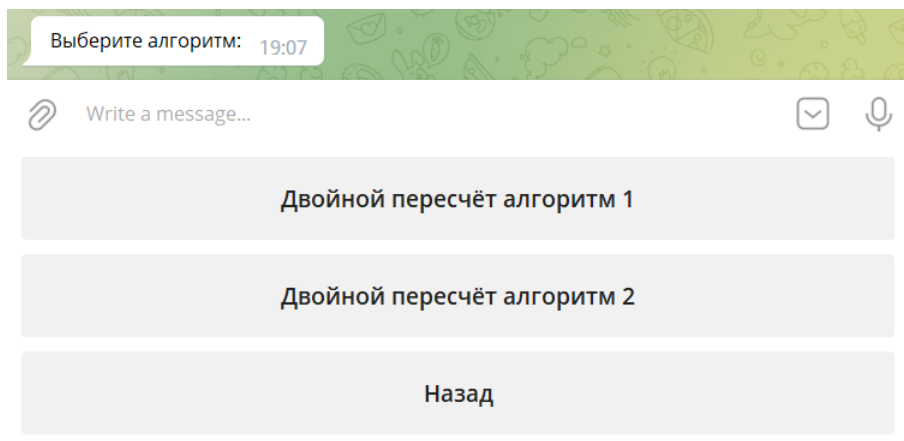 Выберите алгоритм: 19:07
Write a message...
Двойной пересчёт алгоритм 1
Двойной пересчёт алгоритм 2
Назад